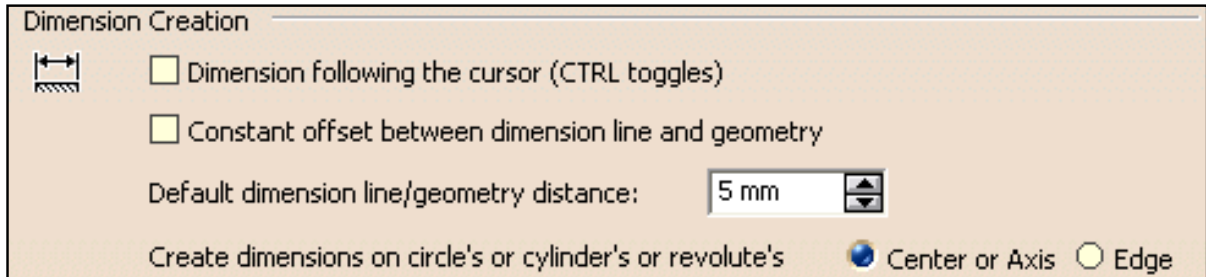 Dimension Creation
Dimension following the cursor (CTRL toggles)
Constant offset between dimension line and geometry
Default dimension line/geometry distance: 5 mm
Create dimensions on circle's or cylinder's or revolute's Center or Axis Edge